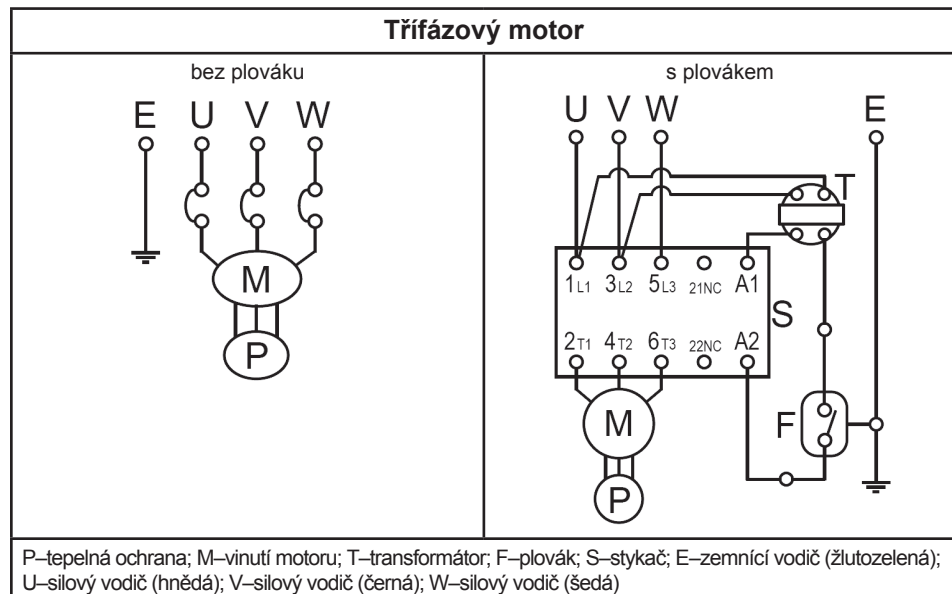 Třífázový motor
bez plováku
E U V W
M
P
s plovákem
U V W E
T
1L1 3L2 5L3 21NC A1
S
2T1 4T2 6T3 22NC A2
M
F
P
P–tepelná ochrana; M–vinutí motoru; T–transformátor; F–plovák; S–stykač; E–zemnící vodič (žlutozelená);
U–silový vodič (hnědá); V–silový vodič (černá); W–silový vodič (šedá)